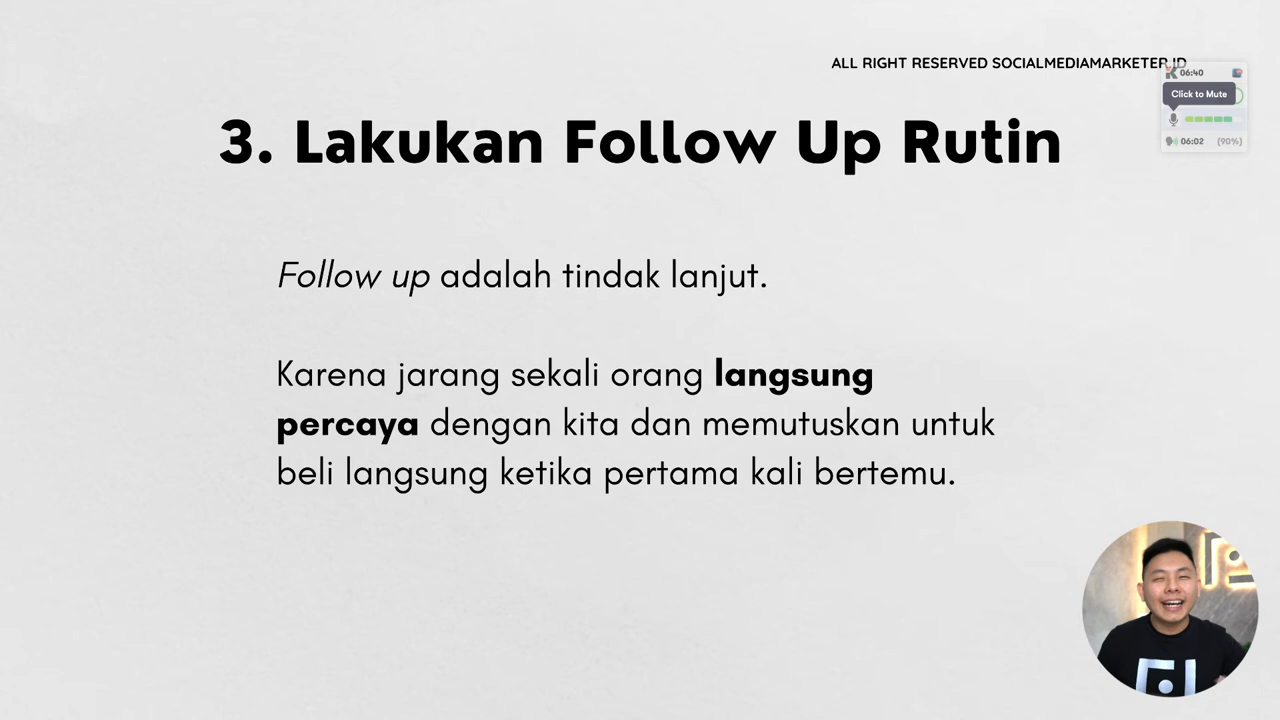 ALL RIGHT RESERVED SOCIALMEDIAMARKETER.ID
06:40
Click to Mute
06:02 (90%)
3. Lakukan Follow Up Rutin
Follow up adalah tindak lanjut.
Karena jarang sekali orang langsung
percaya dengan kita dan memutuskan untuk
beli langsung ketika pertama kali bertemu.